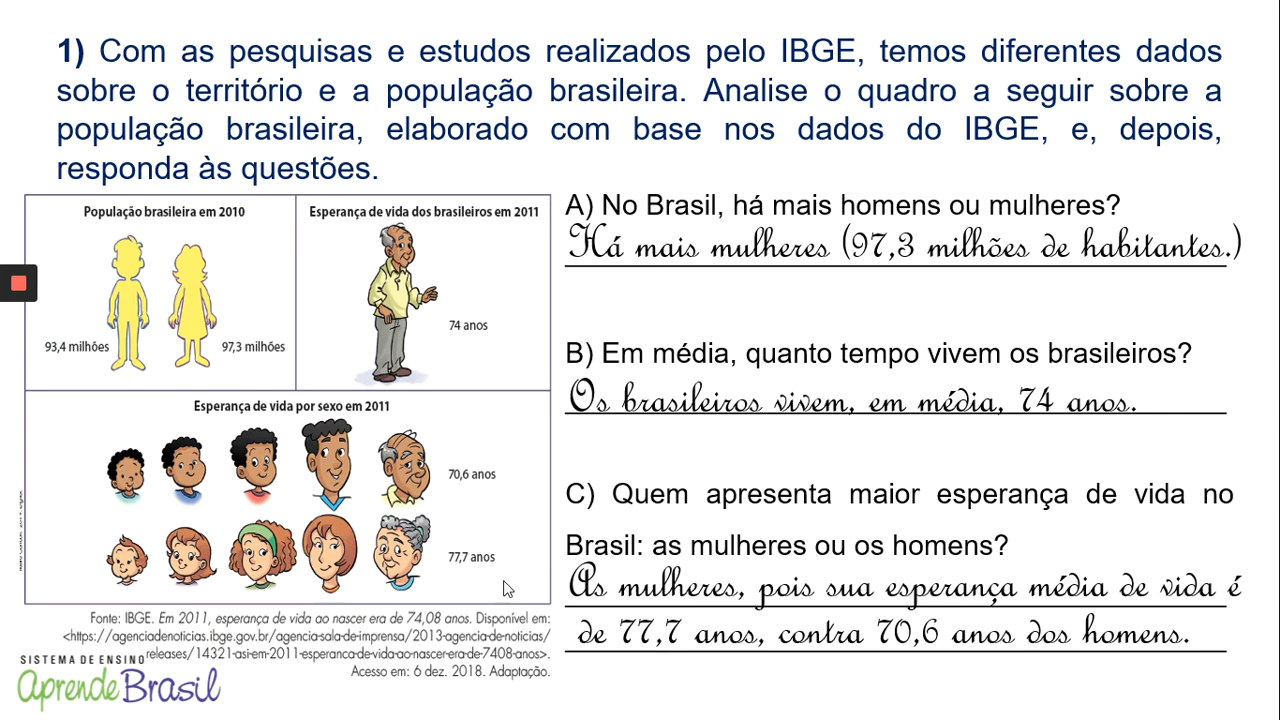 1) Com as pesquisas e estudos realizados pelo IBGE, temos diferentes dados
sobre o território e a população brasileira. Analise o quadro a seguir sobre a
população brasileira, elaborado com base nos dados do IBGE, e, depois,
responda às questões.
População brasileira em 2010
93,4 milhões
97,3 milhões
Esperança de vida dos brasileiros em 2011
74 anos
Esperança de vida por sexo em 2011
70,6 anos
77,7 anos
Fonte: IBGE. Em 2011, esperança de vida ao nascer era de 74,08 anos. Disponível em:
<https://agenciadenoticias.ibge.gov.br/agencia-sala-de-imprensa/2013-agencia-de-noticias/
releases/14321-asi-em-2011-esperanca-de-vida-ao-nascer-era-de-7408-anos>.
Acesso em: 6 dez. 2018. Adaptação.
SISTEMA DE ENSINO
aprende Brasil
A) No Brasil, há mais homens ou mulheres?
Há mais mulheres (97,3 milhões de habitantes.)
B) Em média, quanto tempo vivem os brasileiros?
Os brasileiros vivem, em média, 74 anos.
C) Quem apresenta maior esperança de vida no
Brasil: as mulheres ou os homens?
As mulheres, pois sua esperança média de vida é
de 77,7 anos, contra 70,6 anos dos homens.